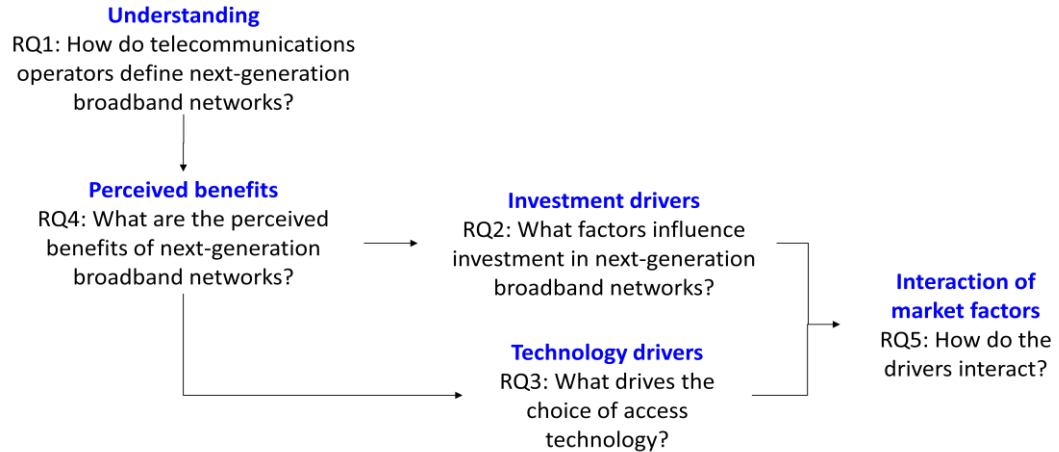 Understanding
RQ1: How do telecommunications
operators define next-generation
broadband networks?
Perceived benefits
RQ4: What are the perceived
benefits of next-generation
broadband networks?
Investment drivers
RQ2: What factors influence
investment in next-generation
broadband networks?
Technology drivers
RQ3: What drives the
choice of access
technology?
Interaction of
market factors
RQ5: How do the
drivers interact?